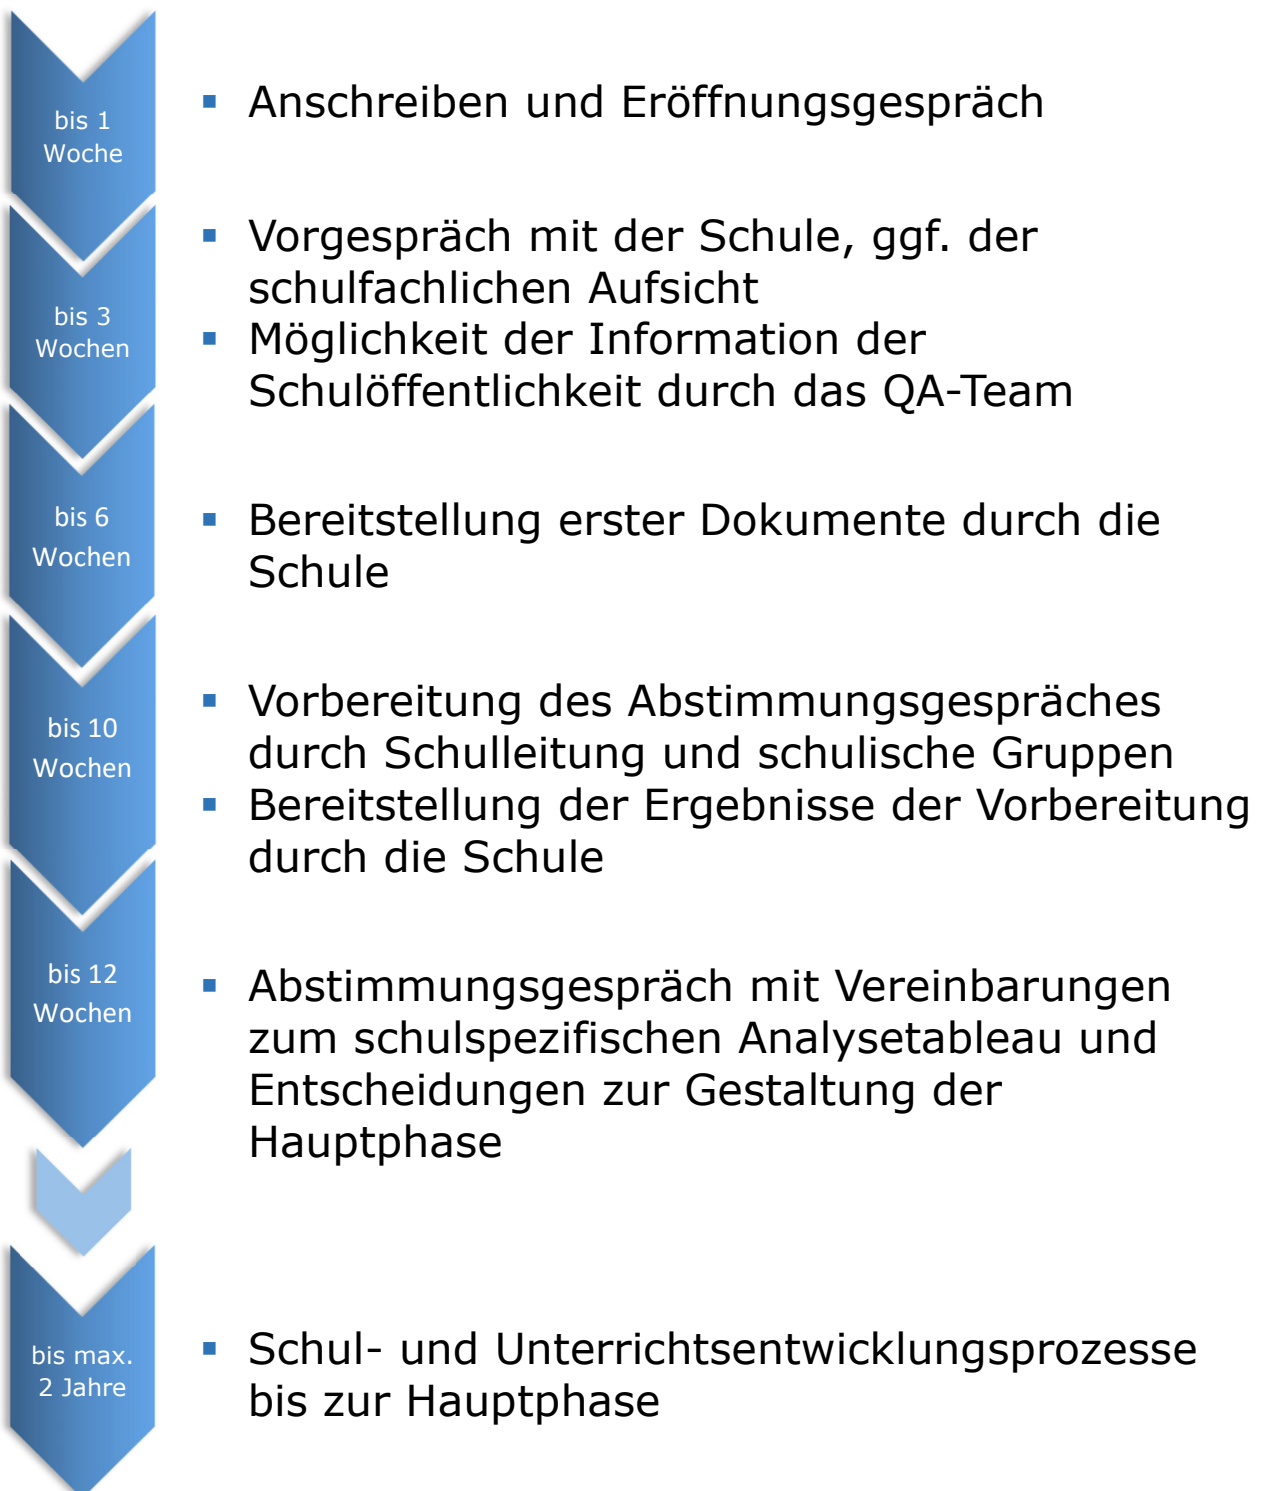 bis 1
Woche
▪ Anschreiben und Eröffnungsgespräch
bis 3
Wochen
▪ Vorgespräch mit der Schule, ggf. der
schulfachlichen Aufsicht
▪ Möglichkeit der Information der
Schulöffentlichkeit durch das QA-Team
bis 6
Wochen
▪ Bereitstellung erster Dokumente durch die
Schule
bis 10
Wochen
▪ Vorbereitung des Abstimmungsgespräches
durch Schulleitung und schulische Gruppen
▪ Bereitstellung der Ergebnisse der Vorbereitung
durch die Schule
bis 12
Wochen
▪ Abstimmungsgespräch mit Vereinbarungen
zum schulspezifischen Analysetableau und
Entscheidungen zur Gestaltung der
Hauptphase
bis max.
2 Jahre
▪ Schul- und Unterrichtsentwicklungsprozesse
bis zur Hauptphase